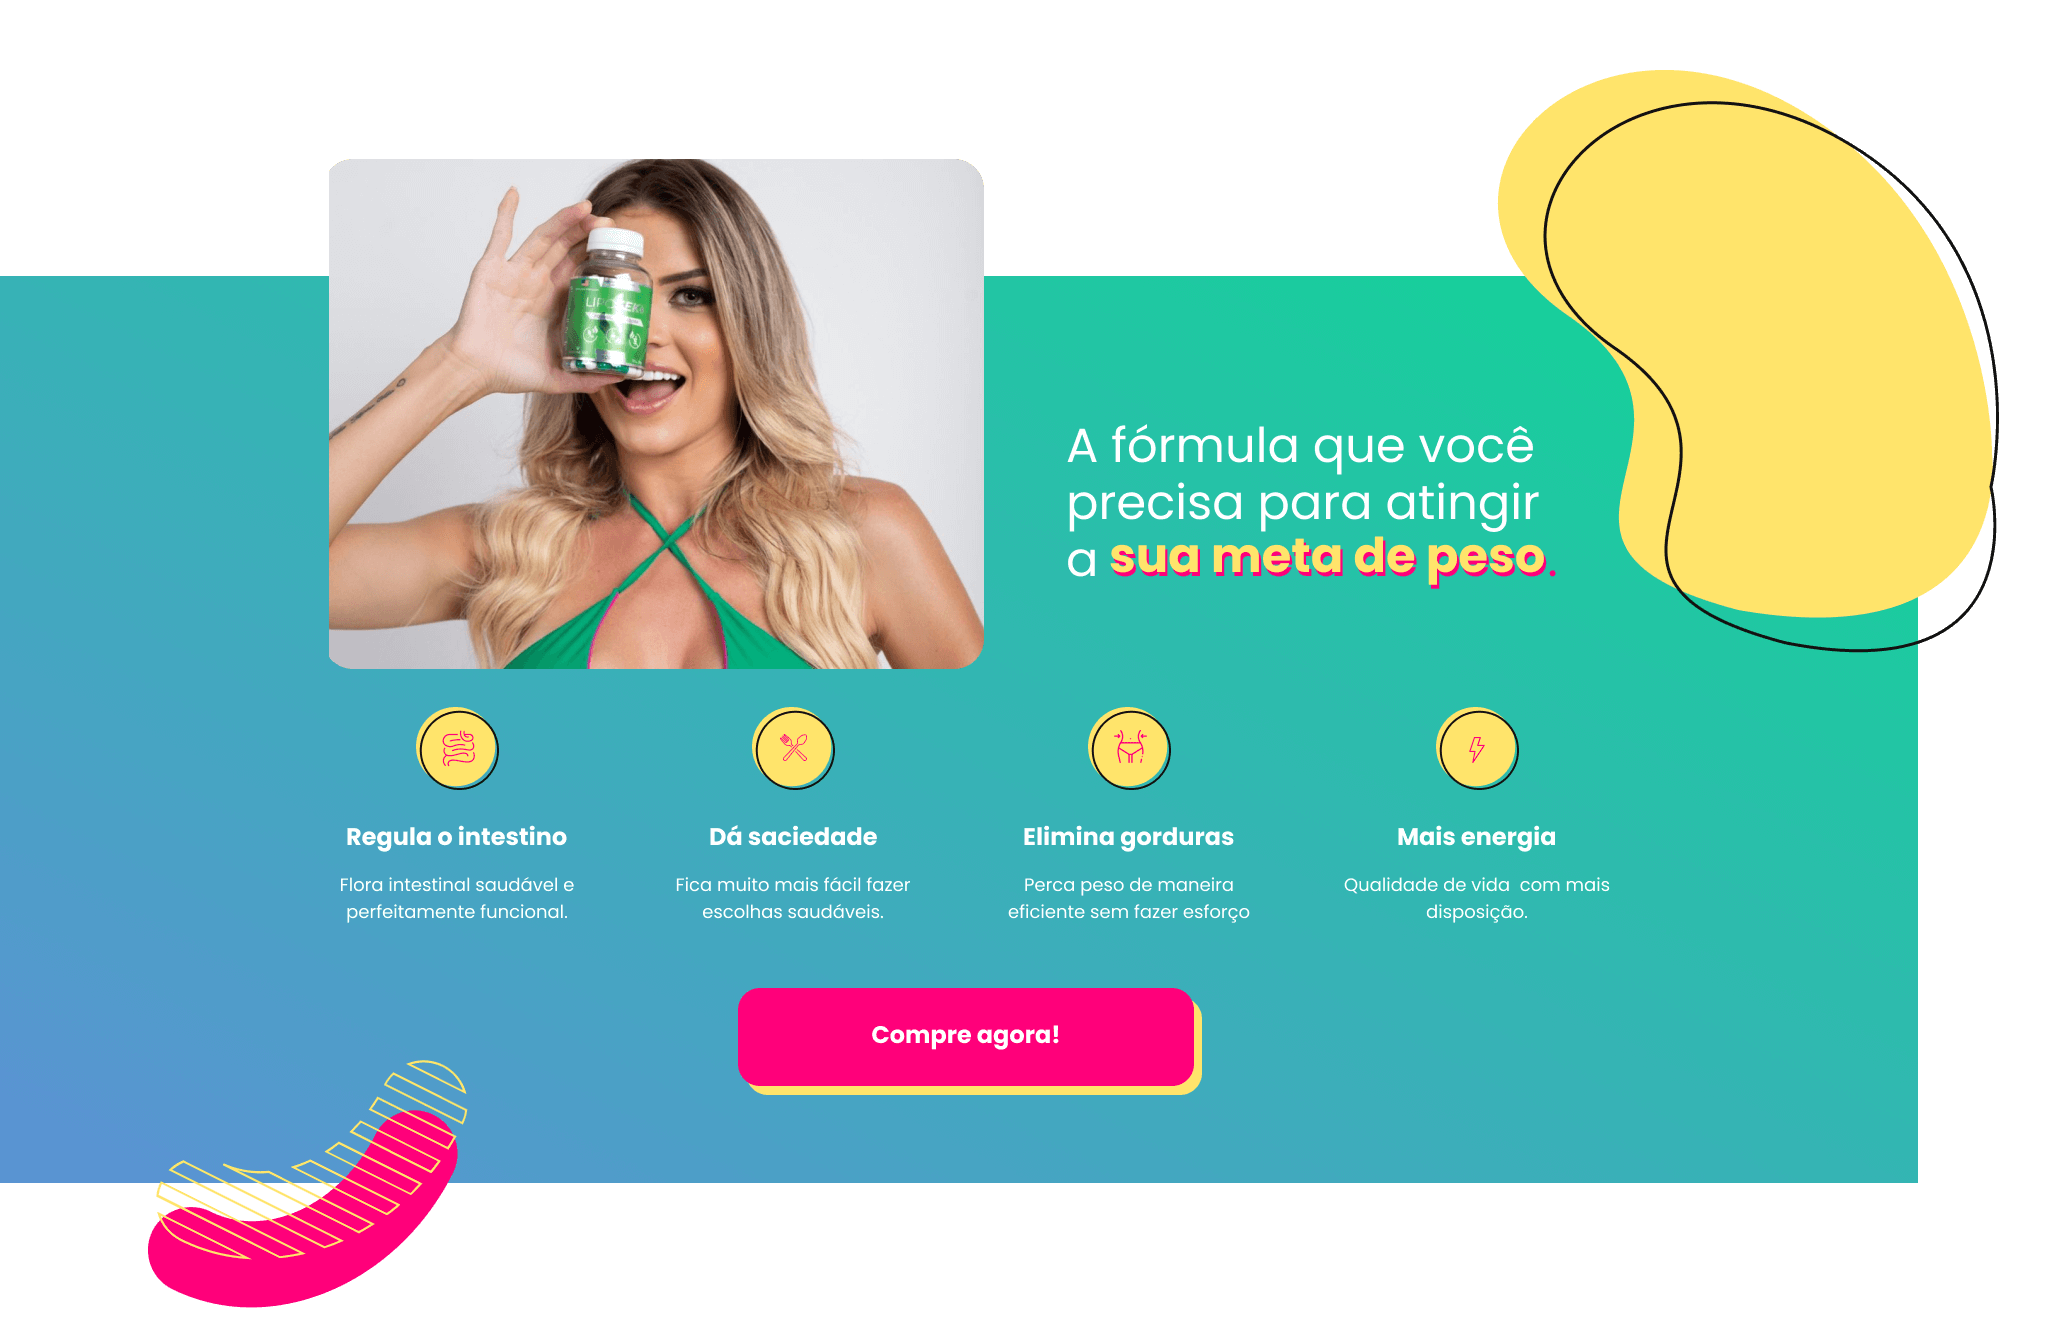 A fórmula que você
precisa para atingir
a sua meta de peso.
Regula o intestino
Flora intestinal saudável e
perfeitamente funcional.
Dá saciedade
Fica muito mais fácil fazer
escolhas saudáveis.
Elimina gorduras
Perca peso de maneira
eficiente sem fazer esforço
Mais energia
Qualidade de vida  com mais
disposição.
Compre agora!